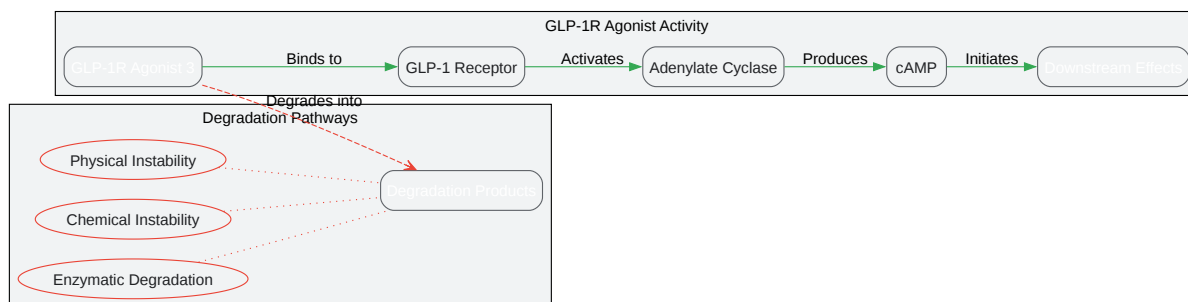 GLP-1R Agonist Activity
GLP-1R Agonist 3
Binds to
GLP-1 Receptor
Activates
Adenylate Cyclase
Produces
cAMP
Initiates
Downstream Effects
Degrades into
Degradation Pathways
Physical Instability
Degradation Products
Chemical Instability
Enzymatic Degradation